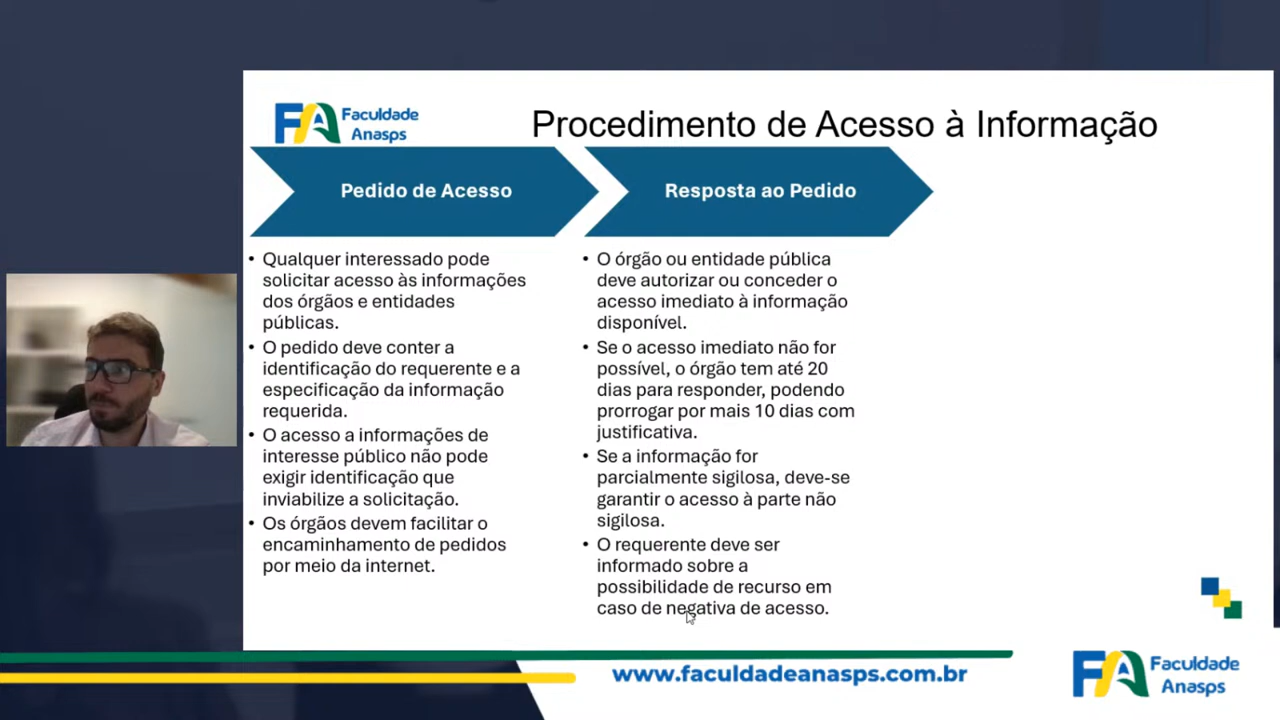 Faculdade
Anasps
Procedimento de Acesso à Informação
Pedido de Acesso
• Qualquer interessado pode
solicitar acesso às informações
dos órgãos e entidades
públicas.
• O pedido deve conter a
identificação do requerente e a
especificação da informação
requerida.
• O acesso a informações de
interesse público não pode
exigir identificação que
inviabilize a solicitação.
• Os órgãos devem facilitar o
encaminhamento de pedidos
por meio da internet.
Resposta ao Pedido
• O órgão ou entidade pública
deve autorizar ou conceder o
acesso imediato à informação
disponível.
• Se o acesso imediato não for
possível, o órgão tem até 20
dias para responder, podendo
prorrogar por mais 10 dias com
justificativa.
• Se a informação for
parcialmente sigilosa, deve-se
garantir o acesso à parte não
sigilosa.
• O requerente deve ser
informado sobre a
possibilidade de recurso em
caso de negativa de acesso.
www.faculdadeanasps.com.br
FA Faculdade
Anasps